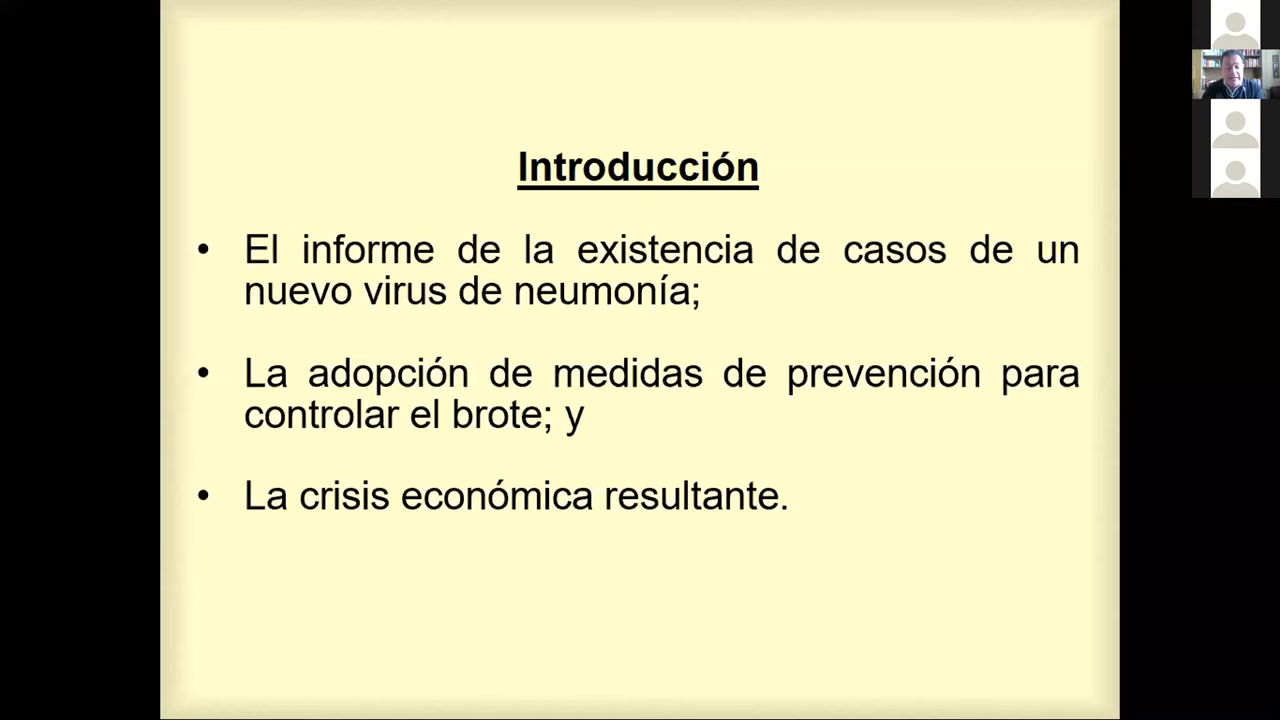 Introducción
• El informe de la existencia de casos de un
nuevo virus de neumonía;
• La adopción de medidas de prevención para
controlar el brote; y
• La crisis económica resultante.